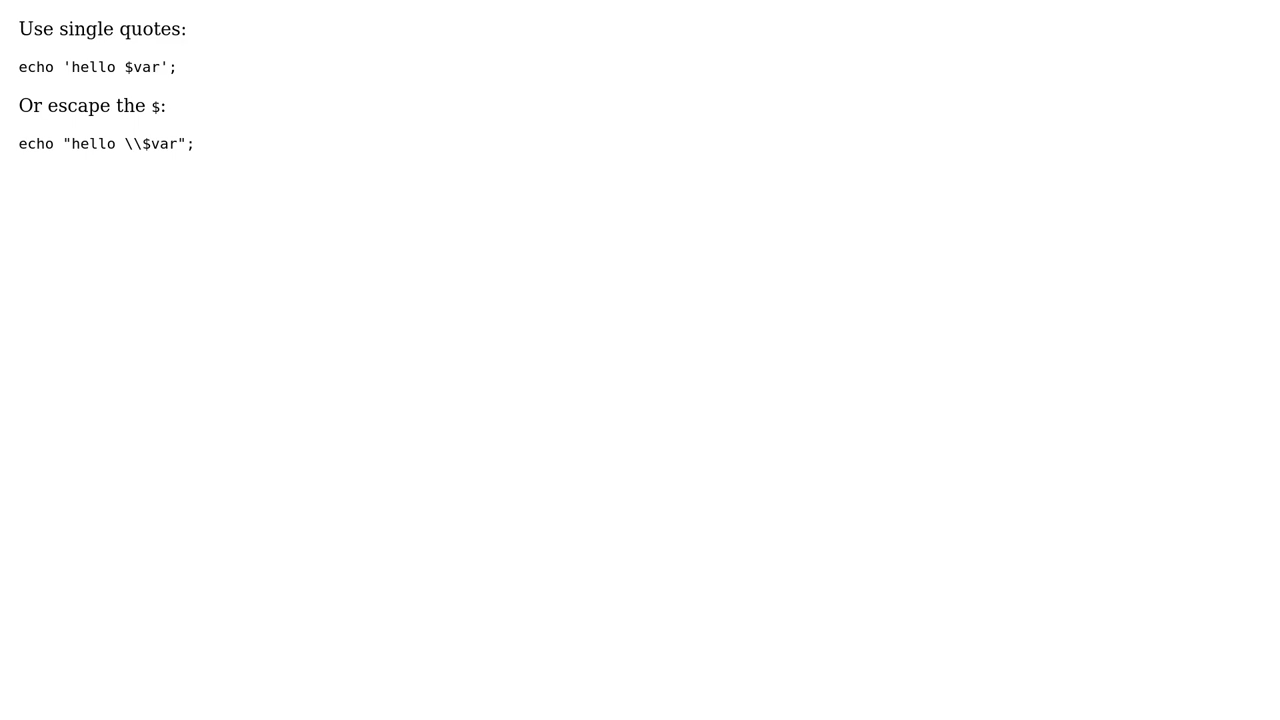 Use single quotes:
echo 'hello $var';
Or escape the $:
echo "hello \\$var";